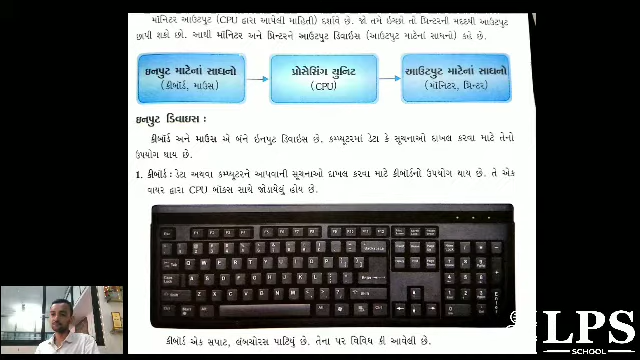 મૉનિટર આઉટપુટ (CPU દ્વારા આવેલી માહિતી) દર્શાવે છે. જો તમે ઇચ્છો તો પ્રિન્ટરની મદદથી આઉટપુટ
છાપી શકો છો. આથી મૉનિટર અને પ્રિન્ટરને આઉટપુટ ડિવાઇસ (આઉટપુટ માટેનાં સાધનો) કહે છે.
ઇનપુટ માટેનાં સાધનો
(કીબૉર્ડ, માઉસ)
પ્રોસેસિંગ યુનિટ
(CPU)
આઉટપુટ માટેનાં સાધનો
(મૉનિટર, પ્રિન્ટર)
ઇનપુટ ડિવાઇસ :
કીબૉર્ડ અને માઉસ એ બંને ઇનપુટ ડિવાઇસ છે. કમ્પ્યૂટરમાં ડેટા કે સૂચનાઓ દાખલ કરવા માટે તેનો
ઉપયોગ થાય છે.
1. કીબૉર્ડ : ડેટા અથવા કમ્પ્યૂટરને આપવાની સૂચનાઓ દાખલ કરવા માટે કીબૉર્ડનો ઉપયોગ થાય છે. તે એક
વાયર દ્વારા CPU બૉક્સ સાથે જોડાયેલું હોય છે.
કીબૉર્ડ એક સપાટ, લંબચોરસ પાટિયું છે. તેના પર વિવિધ કી આવેલી છે.
LPS
SCHOOL